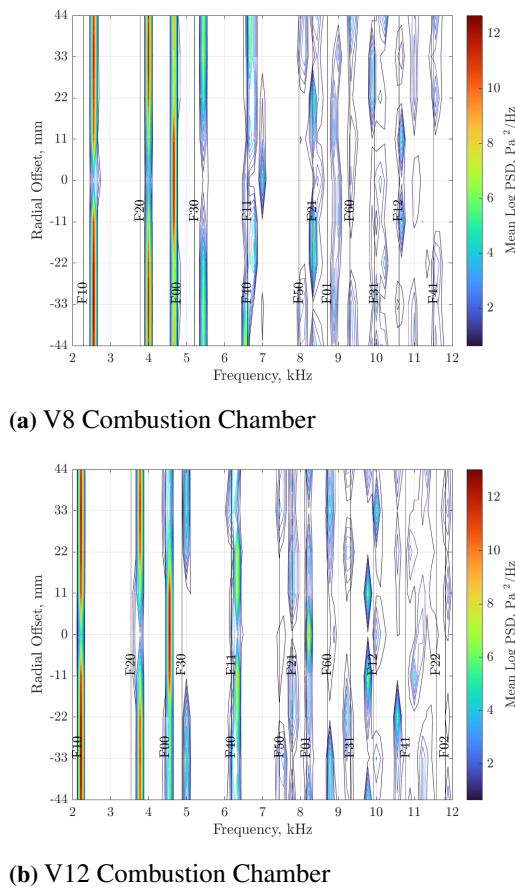 44
33
22
11
0
-11
-22
-33
-44
Radial Offset, mm
F20
F30
F11
F21
F60
F12
F10
F00
F40
F50
F01
F31
F41
2 3 4 5 6 7 8 9 10 11 12
Frequency, kHz
12
10
8
6
4
2
Mean Log PSD, Pa ²/Hz
(a) V8 Combustion Chamber
44
33
22
11
0
-11
-22
-33
-44
Radial Offset, mm
F20
F30
F11
F21
F60
F12
F22
F10
F00
F40
F50
F01
F31
F41
F02
2 3 4 5 6 7 8 9 10 11 12
Frequency, kHz
12
10
8
6
4
2
Mean Log PSD, Pa ²/Hz
(b) V12 Combustion Chamber